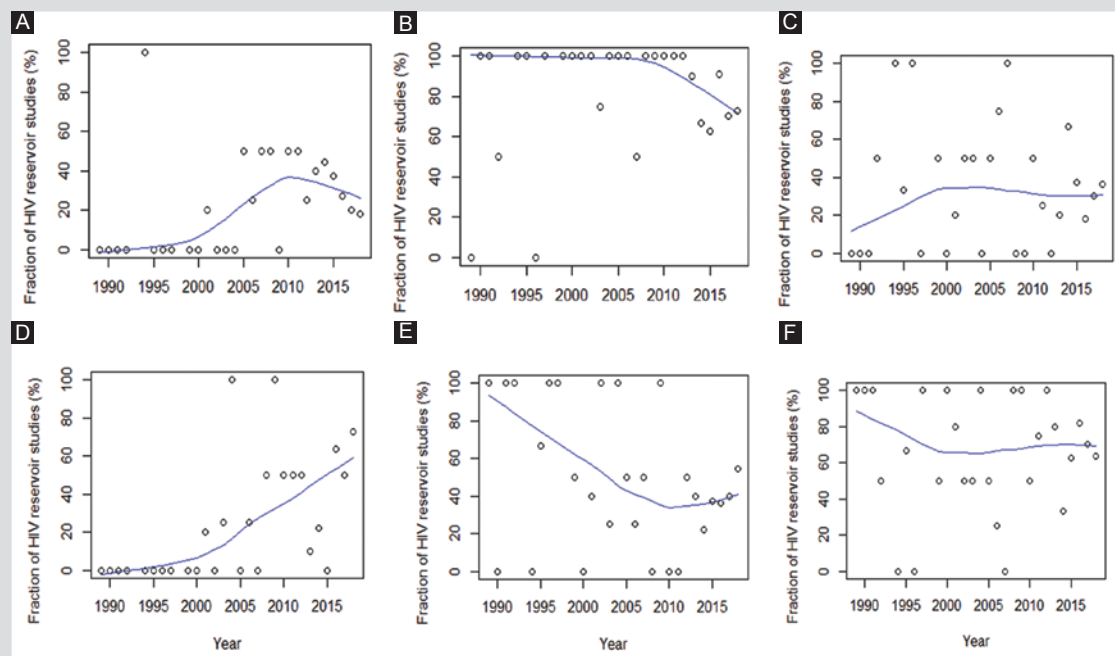 A
B
C
Fraction of HIV reservoir studies (%)
0 20 40 60 80 100
1990 1995 2000 2005 2010 2015
Fraction of HIV reservoir studies (%)
0 20 40 60 80 100
1990 1995 2000 2005 2010 2015
Fraction of HIV reservoir studies (%)
0 20 40 60 80 100
1990 1995 2000 2005 2010 2015
D
E
F
Fraction of HIV reservoir studies (%)
0 20 40 60 80 100
1990 1995 2000 2005 2010 2015
Year
Fraction of HIV reservoir studies (%)
0 20 40 60 80 100
1990 1995 2000 2005 2010 2015
Year
Fraction of HIV reservoir studies (%)
0 20 40 60 80 100
1990 1995 2000 2005 2010 2015
Year